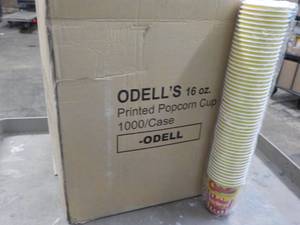 ODELL'S 16 oz.
Printed Popcorn Cup
1000/Case
-ODELL